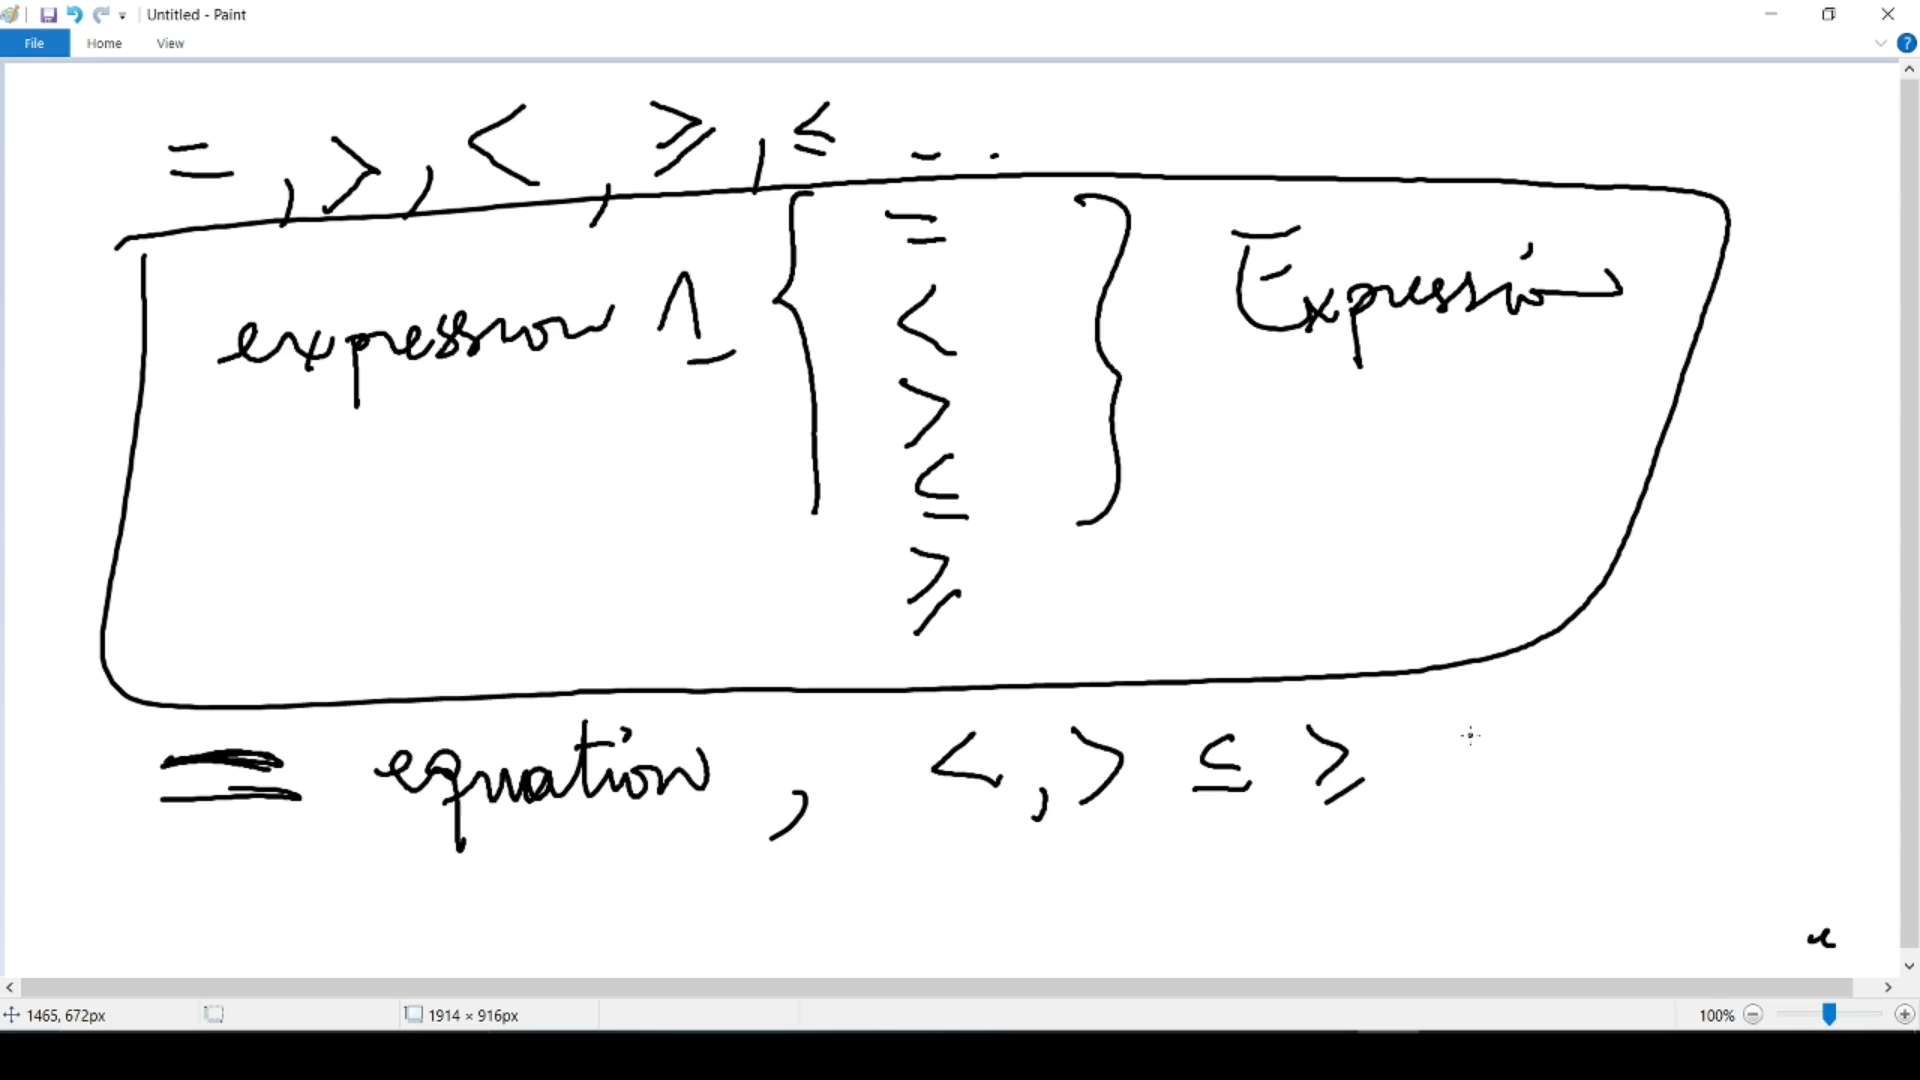 Untitled - Paint
File Home View
= , > , < , ≥ , ≤ - .
expression 1 { = } Expression
<
>
≤
≥
= equation , < , > ≤ ≥
x
1465, 672px 1914 × 916px 100%